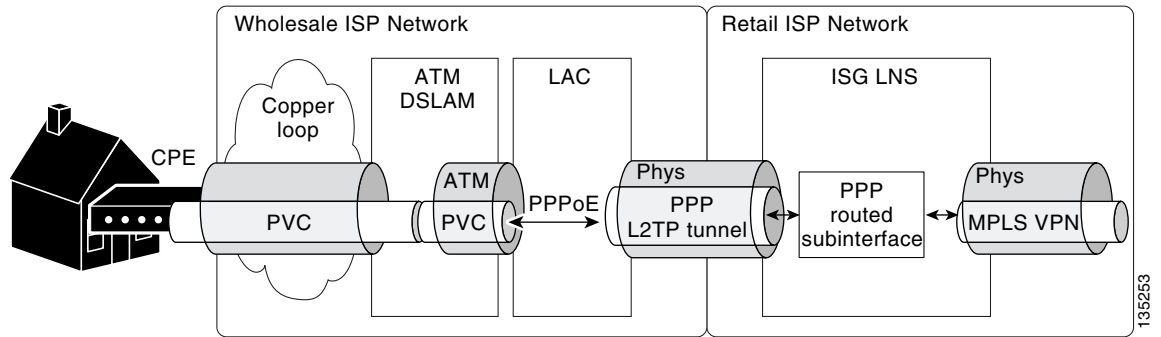 Wholesale ISP Network
Retail ISP Network
ATM
DSLAM
LAC
ISG LNS
Copper
loop
CPE
ATM
Phys
Phys
PVC
PVC
PPPoE
PPP
L2TP tunnel
PPP
routed
subinterface
MPLS VPN
135253